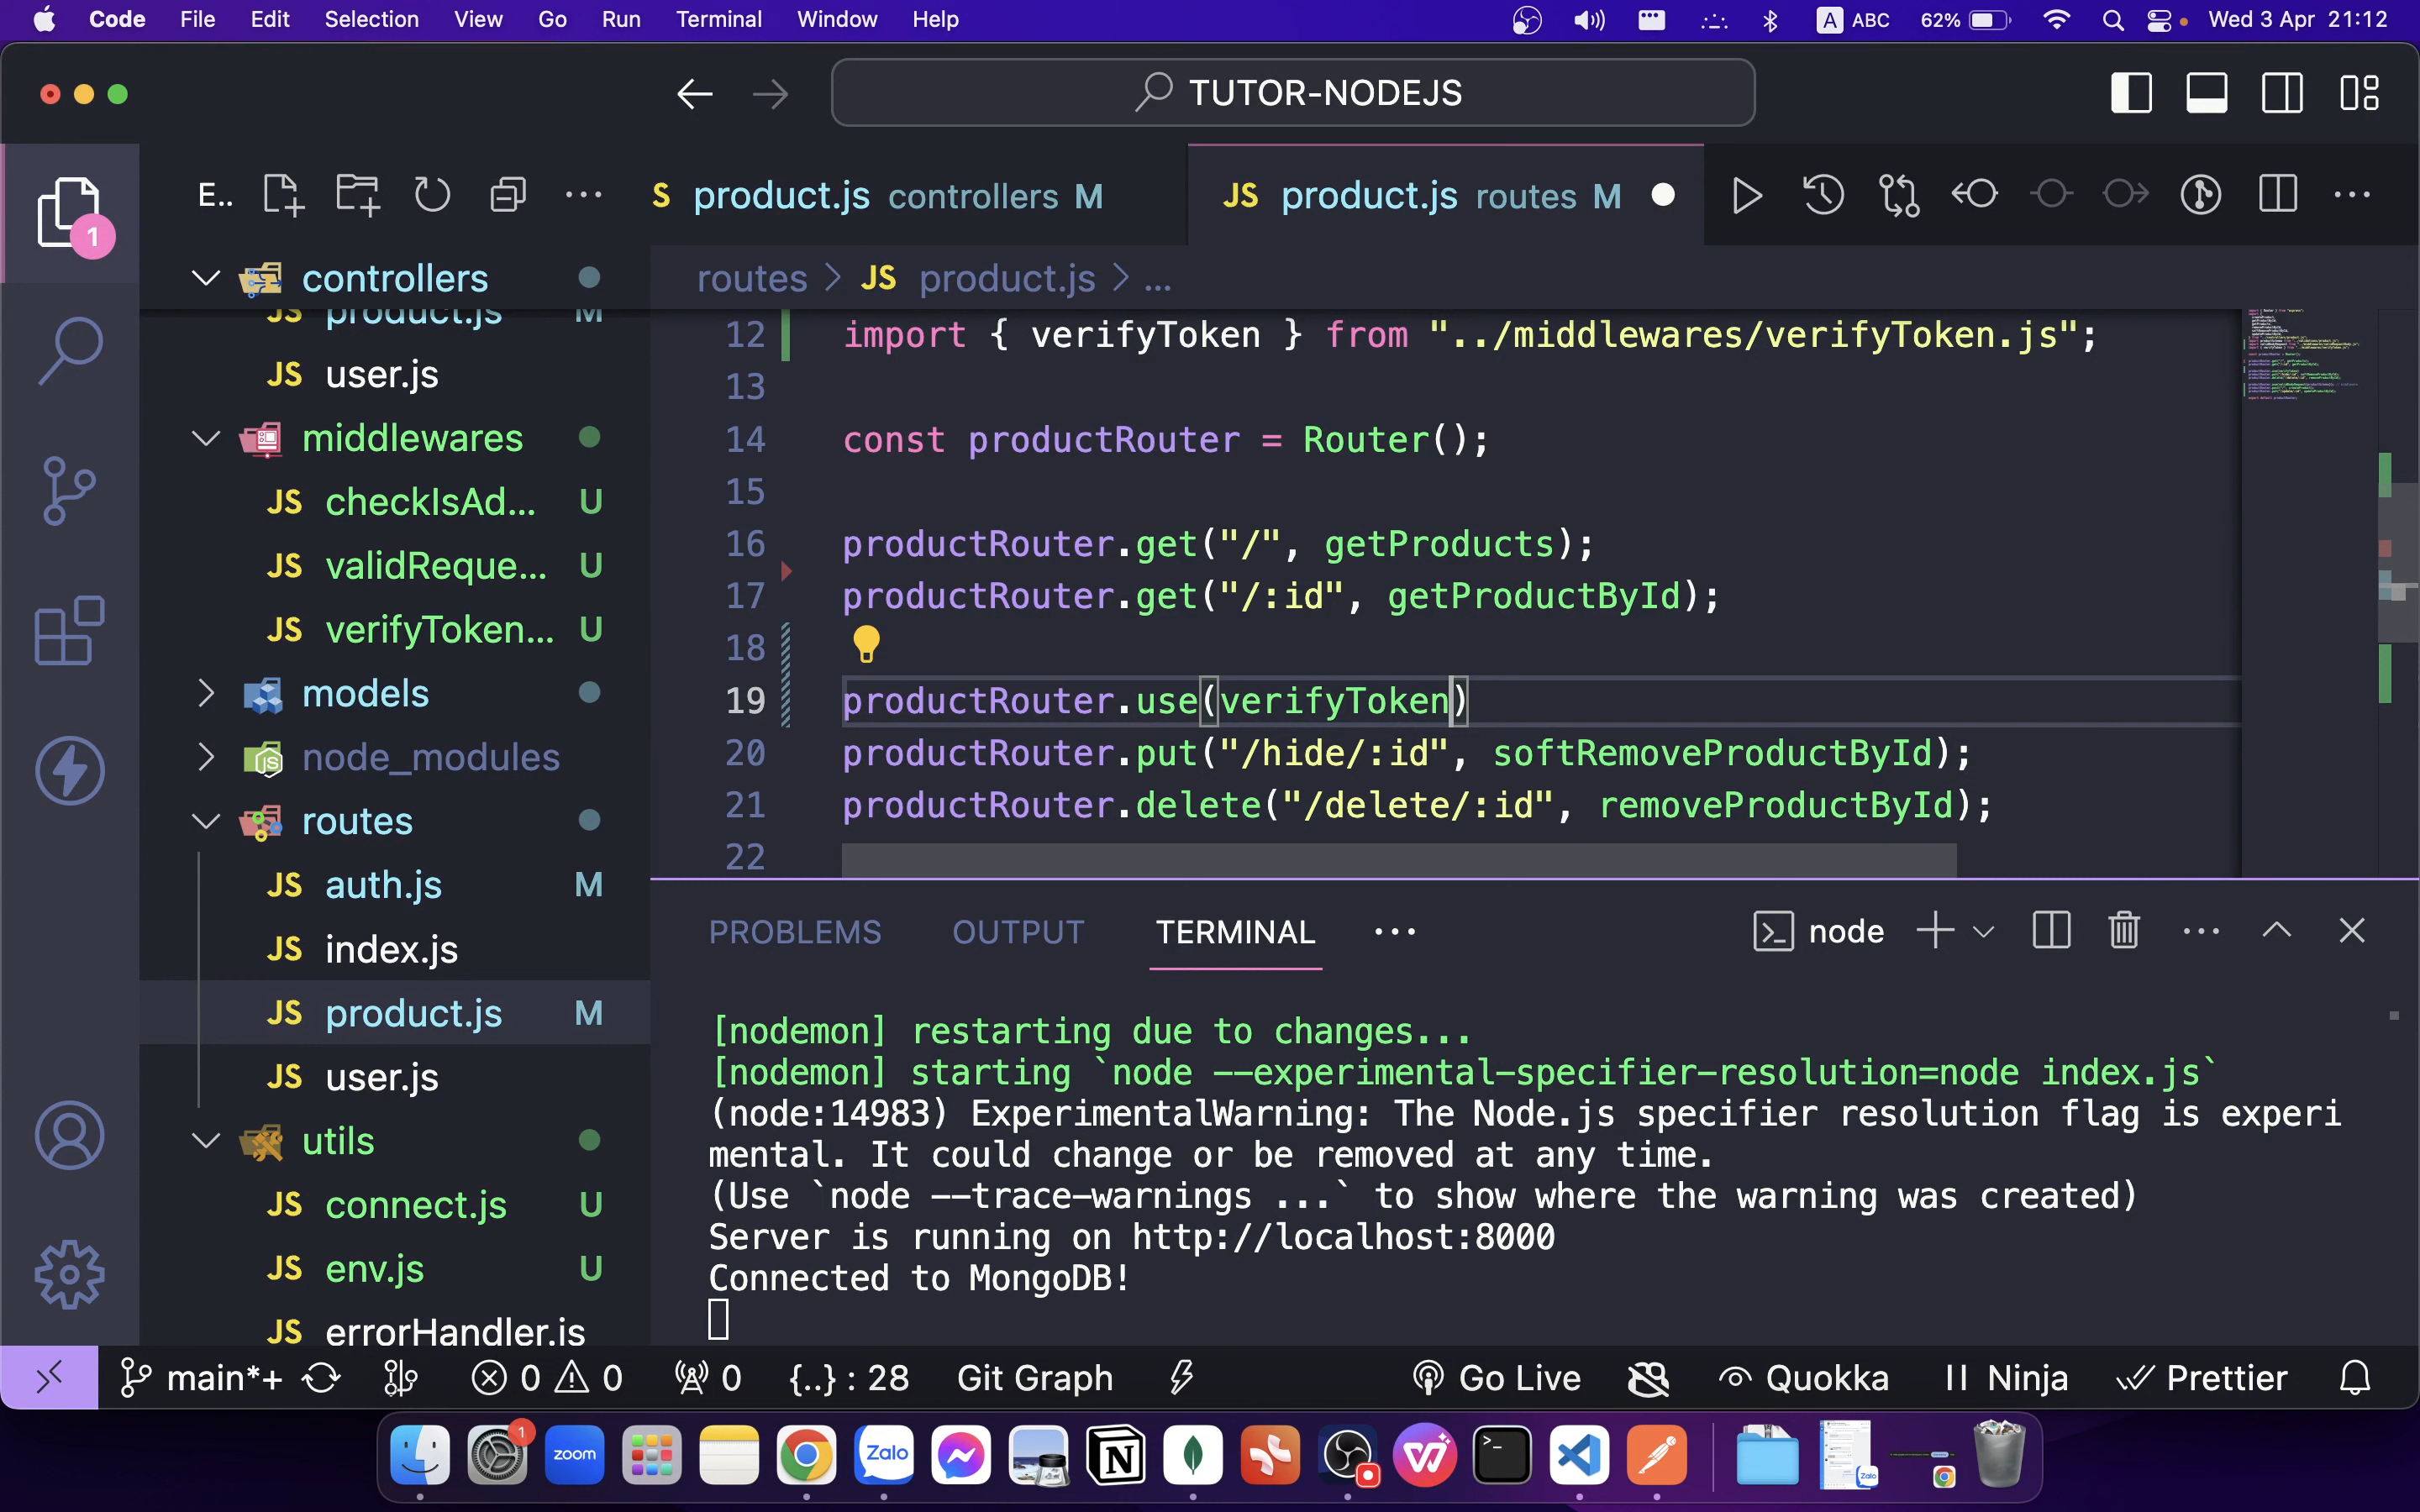 Code File Edit Selection View Go Run Terminal Window Help A ABC 62% Wed 3 Apr 21:12
TUTOR-NODEJS
1
E..
S product.js controllers M
JS product.js routes M
routes > JS product.js > ...
controllers
JS product.js M
JS user.js
middlewares
JS checkIsAd... U
JS validReque... U
JS verifyToken... U
models
node_modules
routes
JS auth.js M
JS index.js
JS product.js M
JS user.js
utils
JS connect.js U
JS env.js U
JS errorHandler.js
12 import { verifyToken } from "../middlewares/verifyToken.js";
13
14 const productRouter = Router();
15
16 productRouter.get("/", getProducts);
17 productRouter.get("/:id", getProductById);
18
19 productRouter.use(verifyToken)
20 productRouter.put("/hide/:id", softRemoveProductById);
21 productRouter.delete("/delete/:id", removeProductById);
22
PROBLEMS OUTPUT TERMINAL ... node
[nodemon] restarting due to changes...
[nodemon] starting `node --experimental-specifier-resolution=node index.js`
(node:14983) ExperimentalWarning: The Node.js specifier resolution flag is experi
mental. It could change or be removed at any time.
(Use `node --trace-warnings ...` to show where the warning was created)
Server is running on http://localhost:8000
Connected to MongoDB!
main*+ 0 0 0 {..} : 28 Git Graph Go Live Quokka Ninja Prettier
1
zoom
Zalo